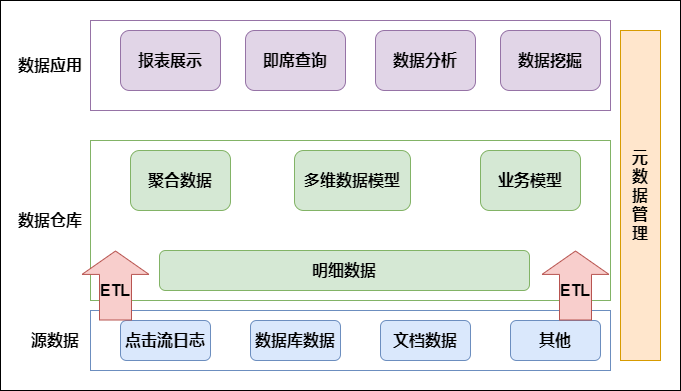 数据应用
报表展示
即席查询
数据分析
数据挖掘
数据仓库
聚合数据
多维数据模型
业务模型
明细数据
ETL
ETL
源数据
点击流日志
数据库数据
文档数据
其他
元数据管理